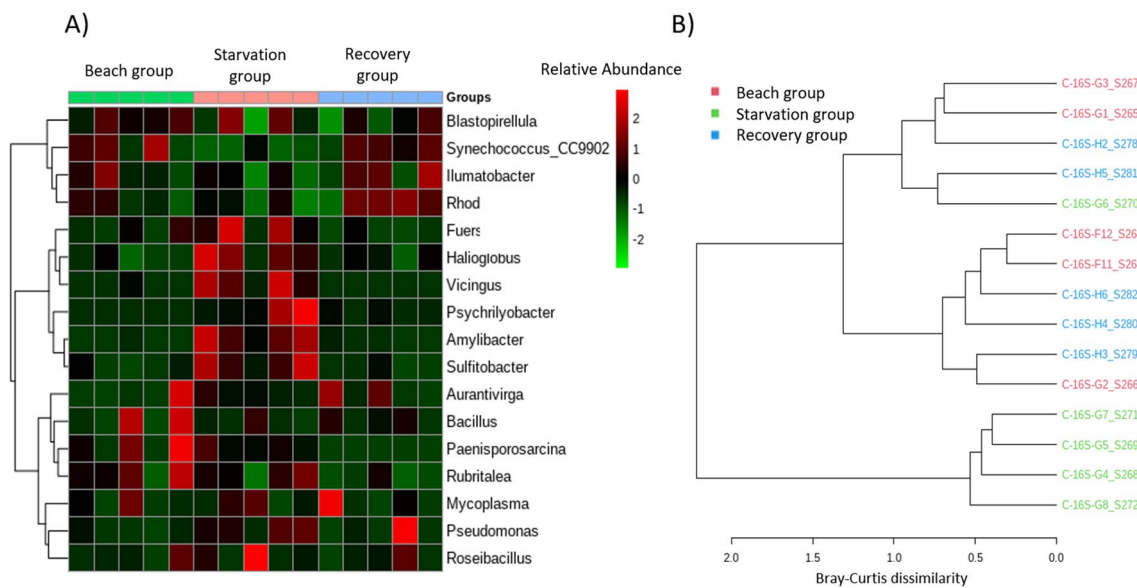 A)
Beach group
Starvation
group
Recovery
group
Relative Abundance
Groups
Blastopirellula
Synechococcus_CC9902
Ilumatobacter
Rhod
Fuers
Halioglobus
Vicingus
Psychrilyobacter
Amylibacter
Sulfitobacter
Aurantivirga
Bacillus
Paenisporosarcina
Rubritalea
Mycoplasma
Pseudomonas
Roseibacillus
2
1
0
-1
-2
B)
Beach group
Starvation group
Recovery group
C-16S-G3_S267
C-16S-G1_S265
C-16S-H2_S278
C-16S-H5_S281
C-16S-G6_S270
C-16S-F12_S26
C-16S-F11_S26
C-16S-H6_S282
C-16S-H4_S280
C-16S-H3_S279
C-16S-G2_S266
C-16S-G7_S271
C-16S-G5_S269
C-16S-G4_S268
C-16S-G8_S272
2.0 1.5 1.0 0.5 0.0
Bray-Curtis dissimilarity